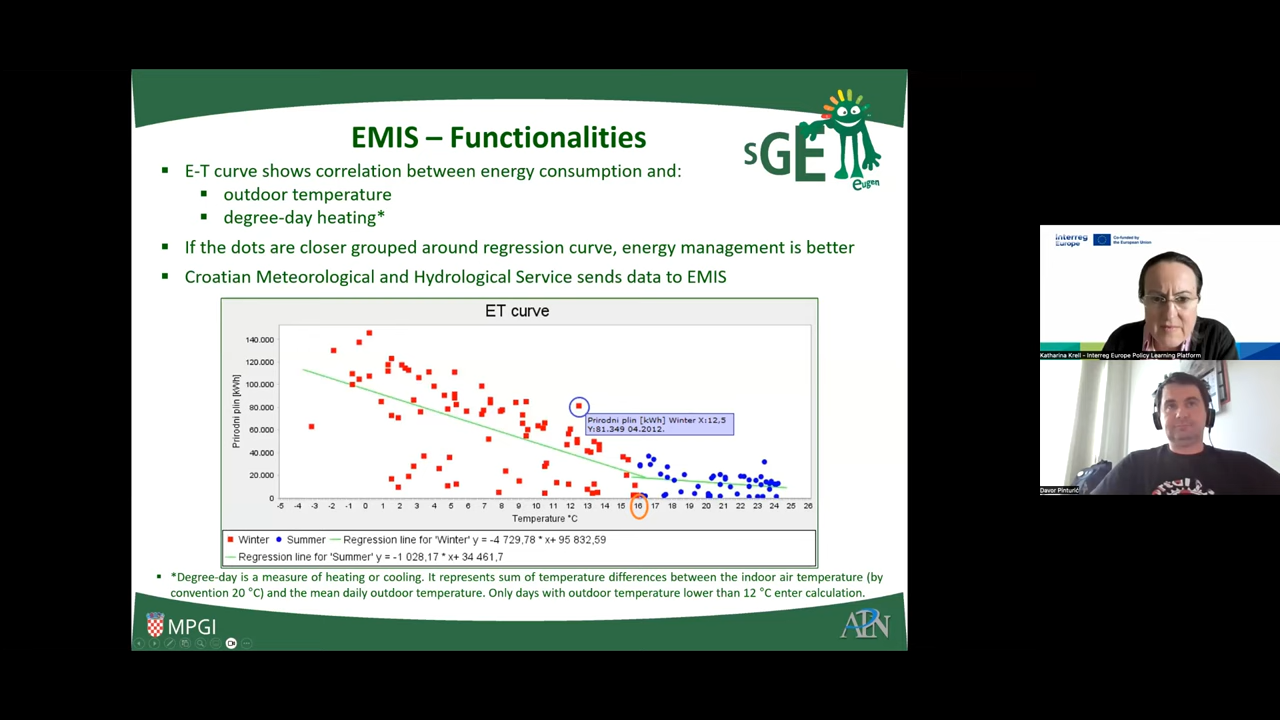 EMIS – Functionalities
sGE
eugen
▪ E-T curve shows correlation between energy consumption and:
▪ outdoor temperature
▪ degree-day heating*
▪ If the dots are closer grouped around regression curve, energy management is better
▪ Croatian Meteorological and Hydrological Service sends data to EMIS
ET curve
Prirodni plin [kWh]
140.000
120.000
100.000
80.000
60.000
40.000
20.000
0
Prirodni plin [kWh] Winter X:12,5
Y:81.349 04.2012.
-5 -4 -3 -2 -1 0 1 2 3 4 5 6 7 8 9 10 11 12 13 14 15 16 17 18 19 20 21 22 23 24 25 26
Temperature °C
Winter Summer Regression line for 'Winter' y = -4 729,78 * x+ 95 832,59
Regression line for 'Summer' y = -1 028,17 * x+ 34 461,7
▪ *Degree-day is a measure of heating or cooling. It represents sum of temperature differences between the indoor air temperature (by
convention 20 °C) and the mean daily outdoor temperature. Only days with outdoor temperature lower than 12 °C enter calculation.
MPGI
APN
Interreg
Europe
Co-funded by
the European Union
Katharina Krell - Interreg Europe Policy Learning Platform
Davor Pinturić